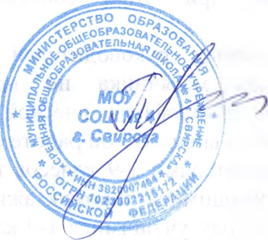 МИНИСТЕРСТВО ОБРАЗОВАНИЯ
РОССИЙСКОЙ ФЕДЕРАЦИИ
МУНИЦИПАЛЬНОЕ ОБЩЕОБРАЗОВАТЕЛЬНОЕ УЧРЕЖДЕНИЕ
«СРЕДНЯЯ ОБЩЕОБРАЗОВАТЕЛЬНАЯ ШКОЛА № 4 г. СВИРСКА»
ИНН 3820007464
ОГРН
МОУ
СОШ № 4
г. Свирска